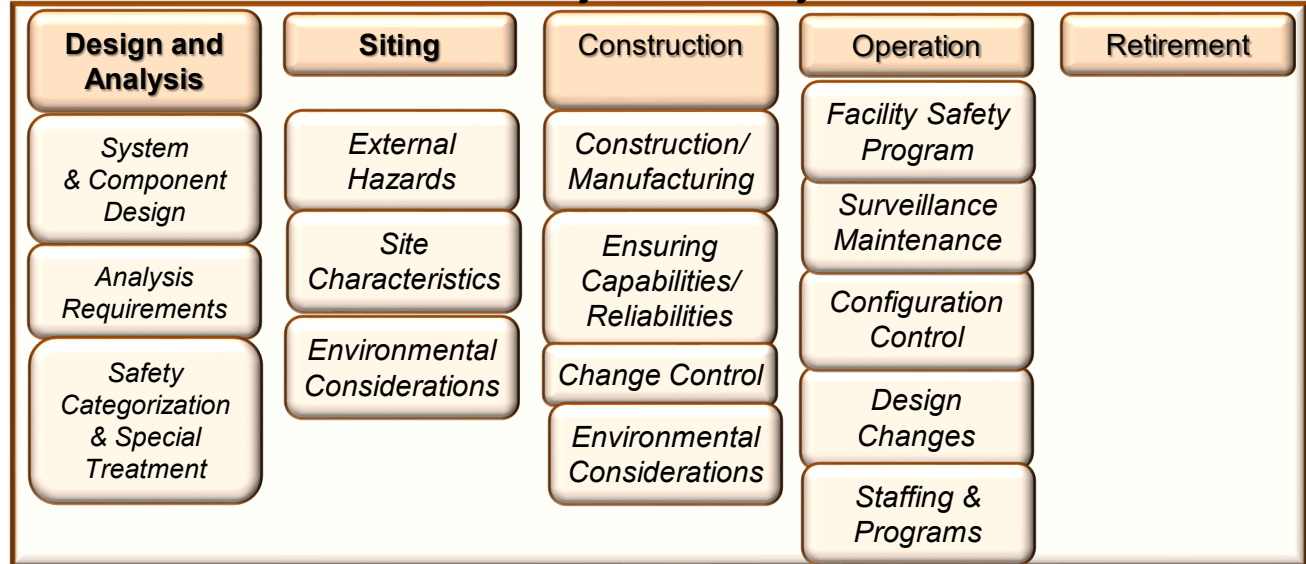 Design and
Analysis
System
& Component
Design
Analysis
Requirements
Safety
Categorization
& Special
Treatment
Siting
External
Hazards
Site
Characteristics
Environmental
Considerations
Construction
Construction/
Manufacturing
Ensuring
Capabilities/
Reliabilities
Change Control
Environmental
Considerations
Operation
Facility Safety
Program
Surveillance
Maintenance
Configuration
Control
Design
Changes
Staffing &
Programs
Retirement